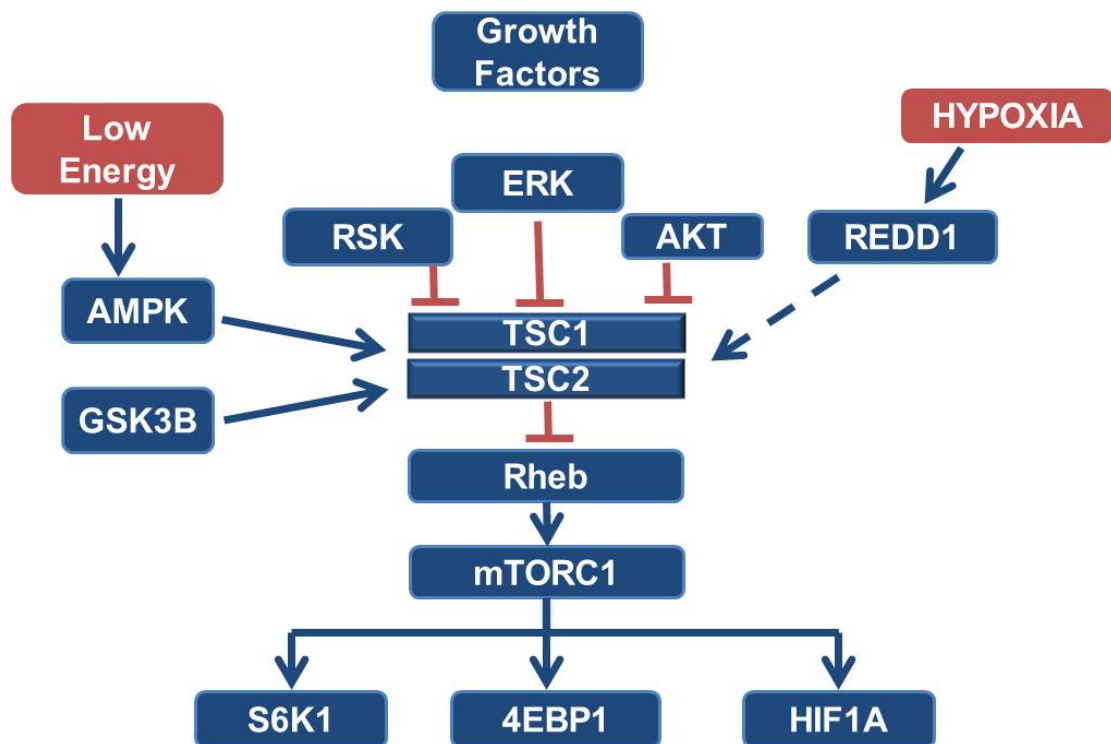 Growth
Factors
Low
Energy
HYPOXIA
ERK
RSK
AKT
REDD1
AMPK
TSC1
TSC2
GSK3B
Rheb
mTORC1
S6K1
4EBP1
HIF1A